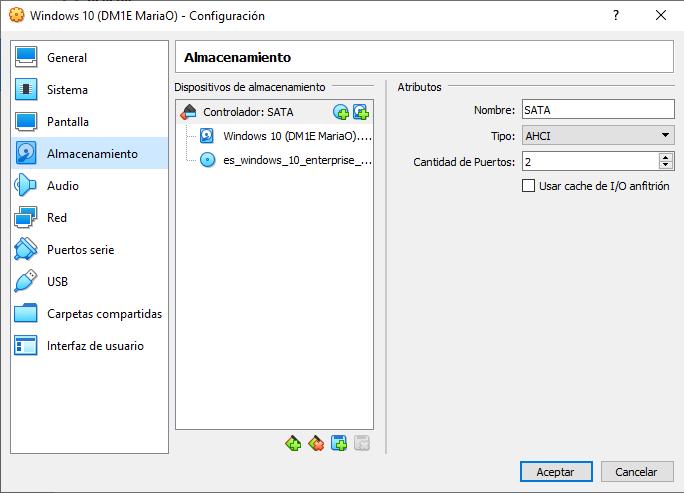 Windows 10 (DM1E MariaO) - Configuración
General
Sistema
Pantalla
Almacenamiento
Audio
Red
Puertos serie
USB
Carpetas compartidas
Interfaz de usuario
Almacenamiento
Dispositivos de almacenamiento
Controlador: SATA
Windows 10 (DM1E MariaO)....
es_windows_10_enterprise_...
Atributos
Nombre: SATA
Tipo: AHCI
Cantidad de Puertos: 2
Usar cache de I/O anfitrión
Aceptar
Cancelar